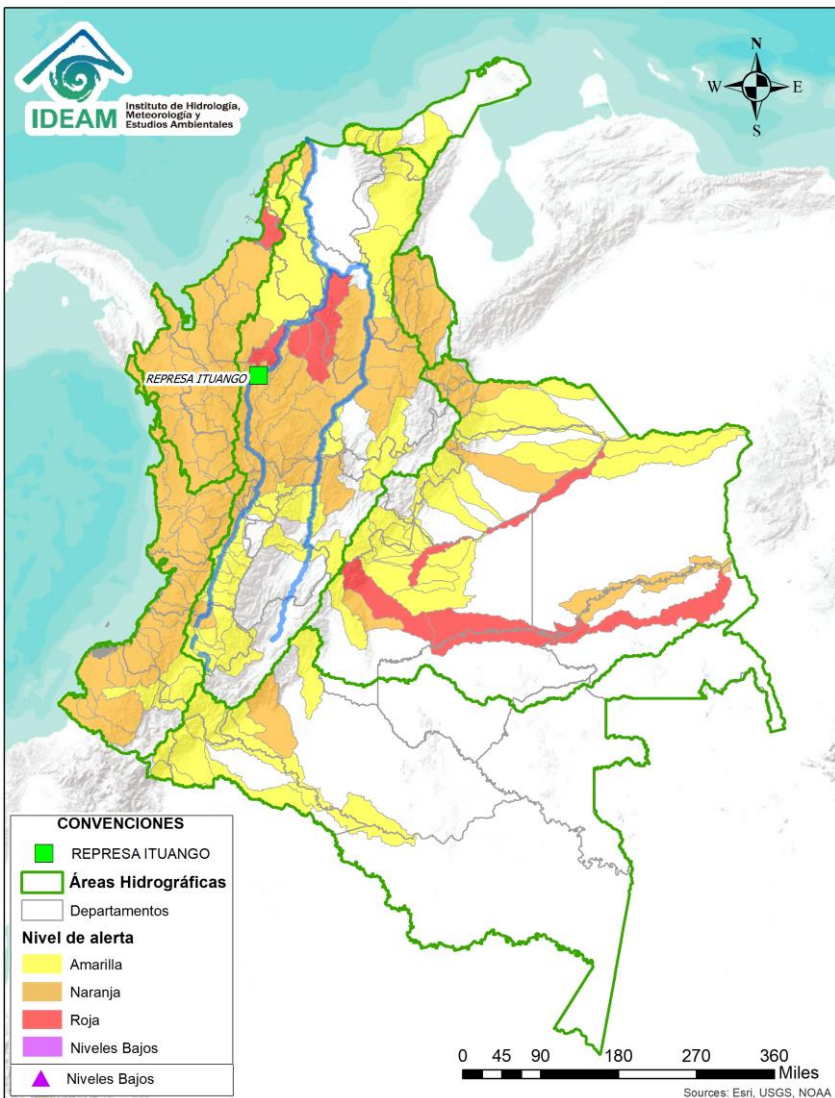 IDEAM
Instituto de Hidrología,
Meteorología y
Estudios Ambientales
N
W
E
S
REPRESA ITUANGO
CONVENCIONES
REPRESA ITUANGO
Áreas Hidrográficas
Departamentos
Nivel de alerta
Amarilla
Naranja
Roja
Niveles Bajos
Niveles Bajos
0 45 90 180 270 360
Miles
Sources: Esri, USGS, NOAA